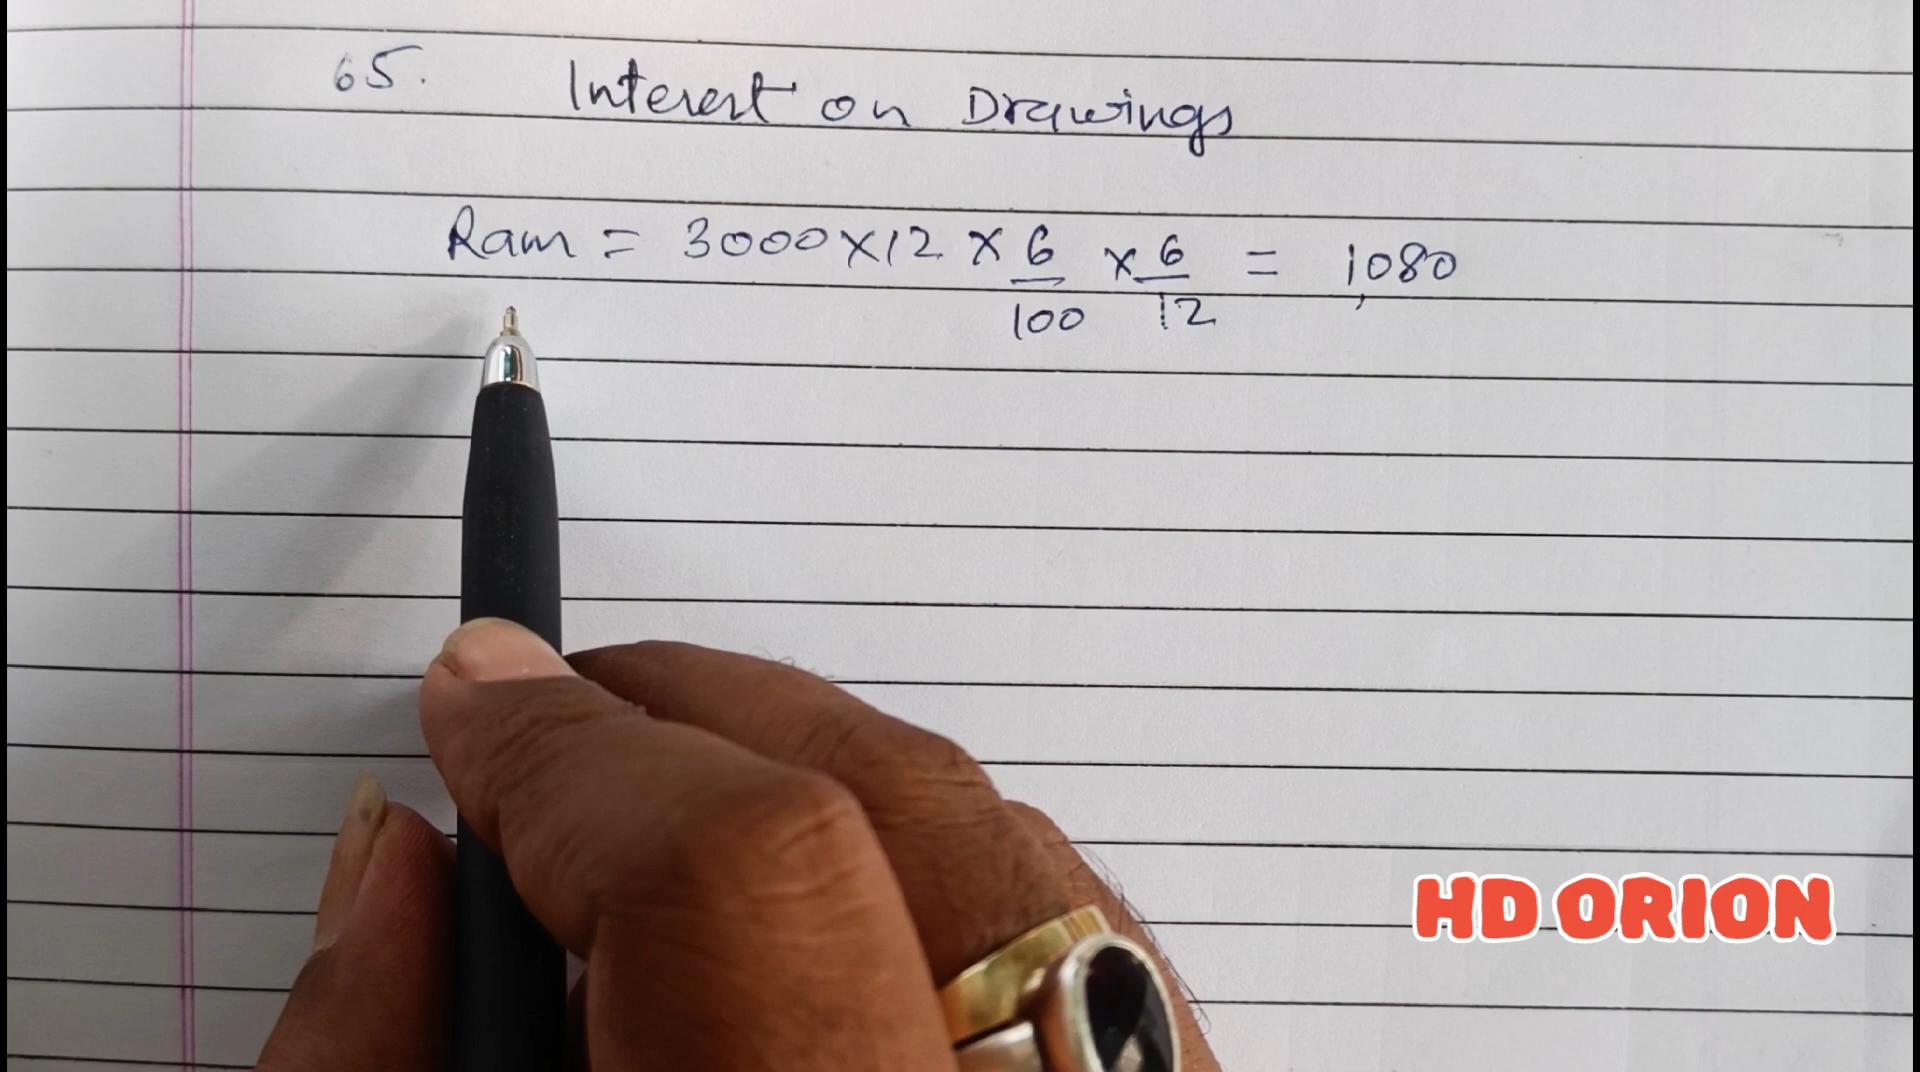 65. Interest on Drawings
Ram = 3000 × 12 × 6/100 × 6/12 = 1,080
HD ORION